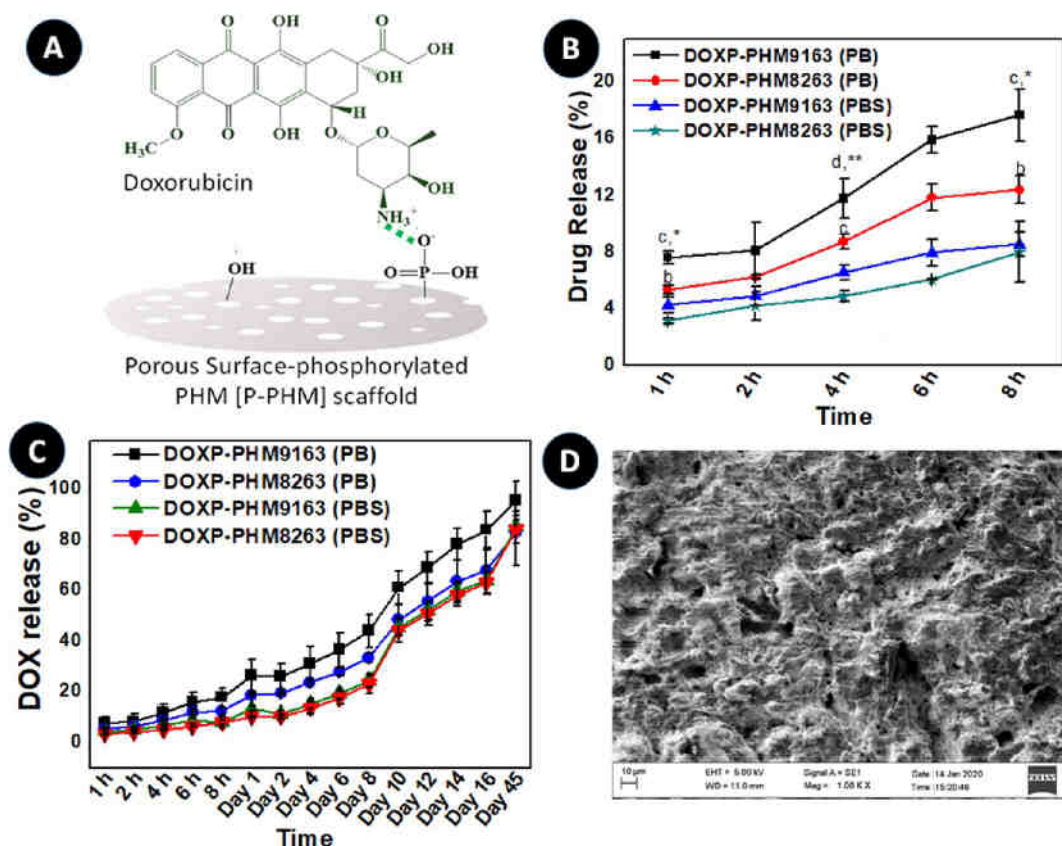 A
O
OH
O
OH
OH
H
O
O
OH
O
H₃C
O
O
OH
Doxorubicin
NH₃⁺
O⁻
OH
O=P-OH
Porous Surface-phosphorylated
PHM [P-PHM] scaffold
B
DOXP-PHM9163 (PB)
DOXP-PHM8263 (PB)
DOXP-PHM9163 (PBS)
DOXP-PHM8263 (PBS)
Drug Release (%)
20
16
12
8
4
0
c,*
b
d,**
c
c,*
b
1 h
2 h
4 h
6 h
8 h
Time
C
DOXP-PHM9163 (PB)
DOXP-PHM8263 (PB)
DOXP-PHM9163 (PBS)
DOXP-PHM8263 (PBS)
DOX release (%)
100
80
60
40
20
0
1 h
2 h
4 h
6 h
8 h
Day 1
Day 2
Day 4
Day 6
Day 8
Day 10
Day 12
Day 14
Day 16
Day 45
Time
D
10 µm
EHT = 5.00 kV
WD = 11.0 mm
Signal A = SE1
Mag = 1.00 K X
Date :14 Jan 2020
Time :15:20:46
ZEISS